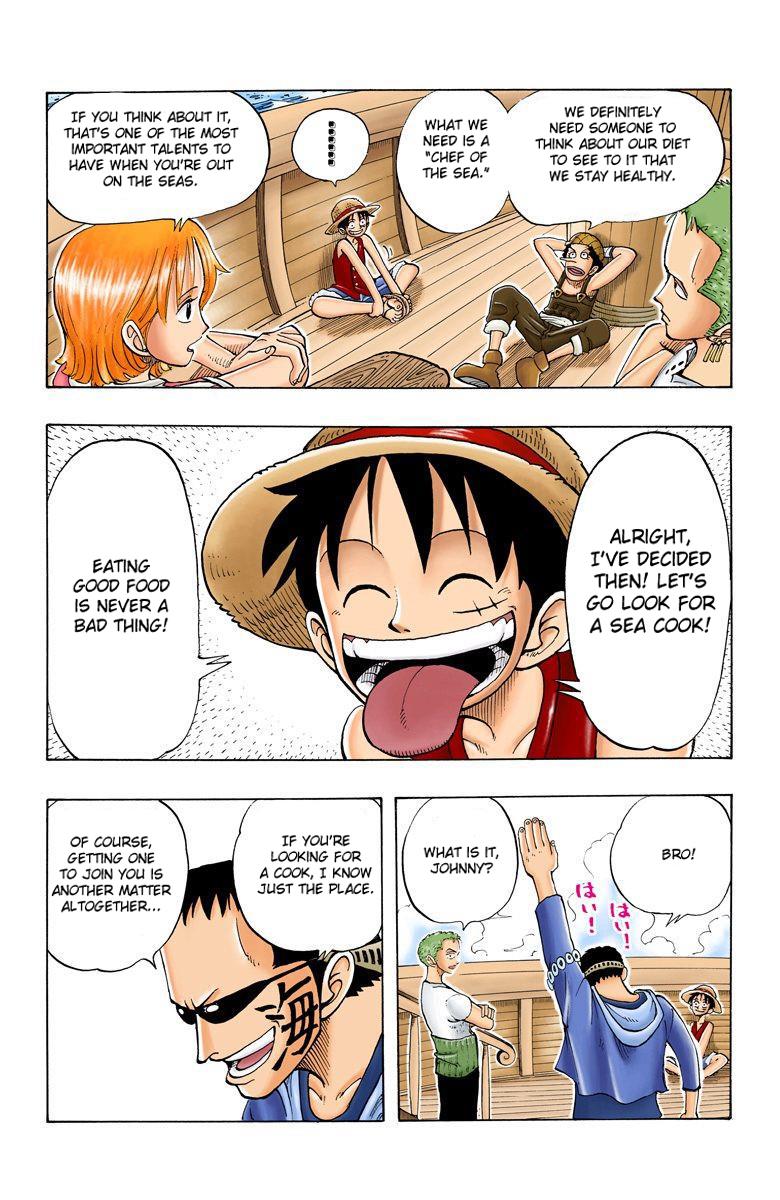 WE DEFINITELY
NEED SOMEONE TO
THINK ABOUT OUR DIET
TO SEE TO IT THAT
WE STAY HEALTHY.
WHAT WE
NEED IS A
"CHEF OF
THE SEA."
IF YOU THINK ABOUT IT,
THAT'S ONE OF THE MOST
IMPORTANT TALENTS TO
HAVE WHEN YOU'RE OUT
ON THE SEAS.
ALRIGHT,
I'VE DECIDED
THEN! LET'S
GO LOOK FOR
A SEA COOK!
EATING
GOOD FOOD
IS NEVER A
BAD THING!
BRO!
はい!
はい!
WHAT IS IT,
JOHNNY?
IF YOU'RE
LOOKING FOR
A COOK, I KNOW
JUST THE PLACE.
OF COURSE,
GETTING ONE
TO JOIN YOU IS
ANOTHER MATTER
ALTOGETHER...
海